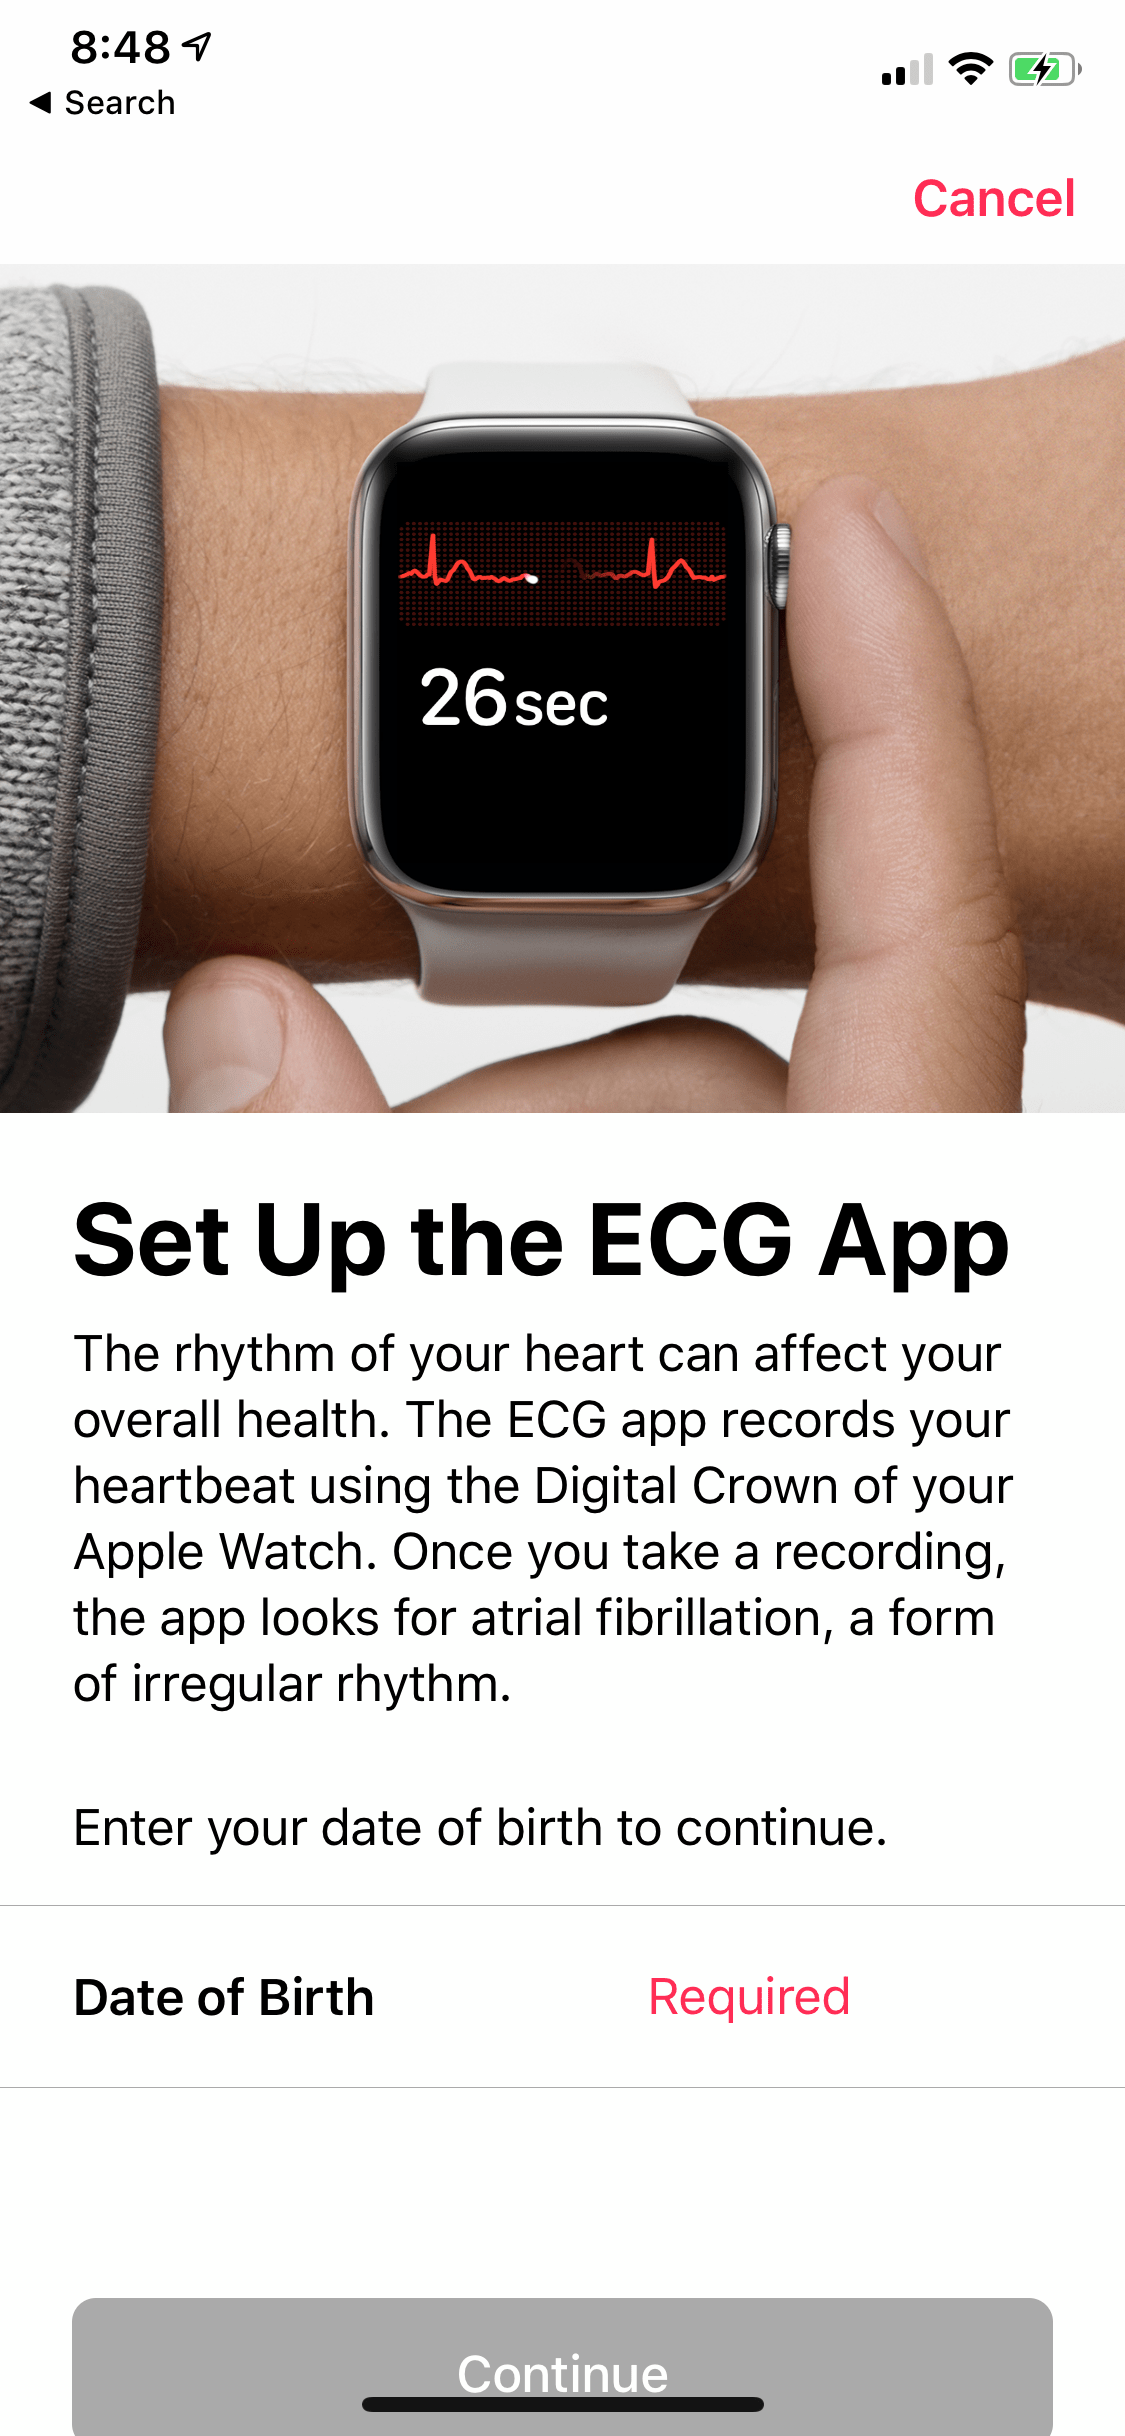 8:48
◀ Search
Cancel
26 sec
Set Up the ECG App
The rhythm of your heart can affect your
overall health. The ECG app records your
heartbeat using the Digital Crown of your
Apple Watch. Once you take a recording,
the app looks for atrial fibrillation, a form
of irregular rhythm.
Enter your date of birth to continue.
Date of Birth Required
Continue